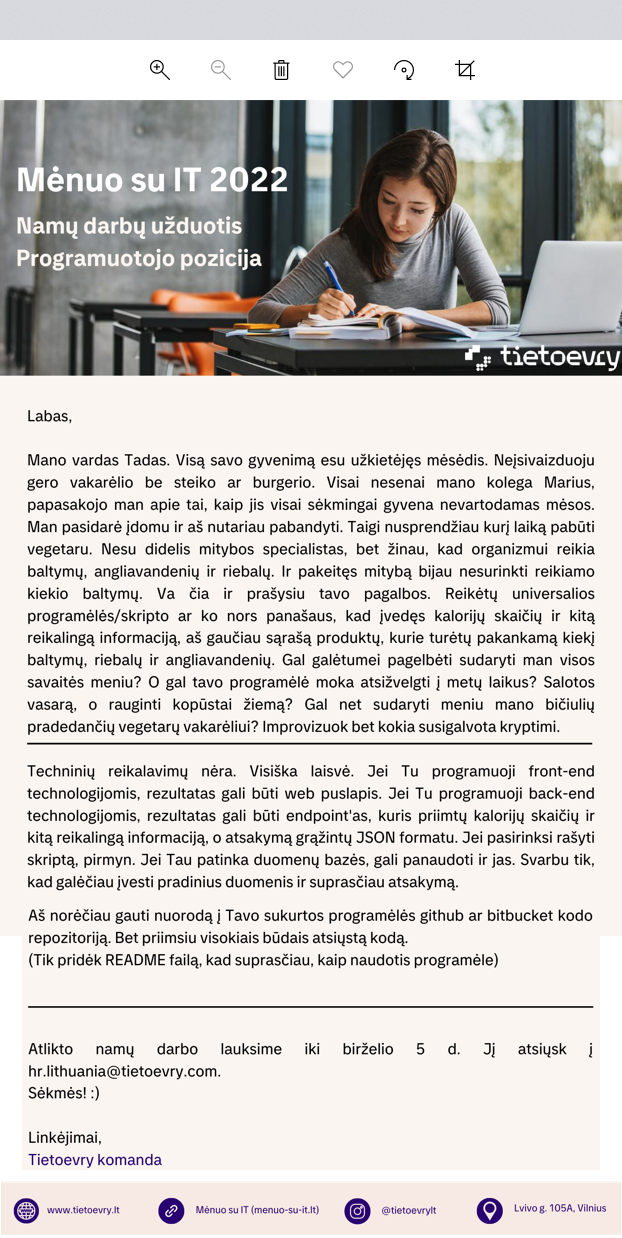 Mėnuo su IT 2022
Namų darbų užduotis
Programuotojo pozicija
tietoevry
Labas,
Mano vardas Tadas. Visą savo gyvenimą esu užkietėjęs mėsėdis. Neįsivaizduoju
gero vakarėlio be steiko ar burgerio. Visai nesenai mano kolega Marius,
papasakojo man apie tai, kaip jis visai sėkmingai gyvena nevartodamas mėsos.
Man pasidarė įdomu ir aš nutariau pabandyti. Taigi nusprendžiau kurį laiką pabūti
vegetaru. Nesu didelis mitybos specialistas, bet žinau, kad organizmui reikia
baltymų, angliavandenių ir riebalų. Ir pakeitęs mitybą bijau nesurinkti reikiamo
kiekio baltymų. Va čia ir prašysiu tavo pagalbos. Reikėtų universalios
programėlės/skripto ar ko nors panašaus, kad įvedęs kalorijų skaičių ir kitą
reikalingą informaciją, aš gaučiau sąrašą produktų, kurie turėtų pakankamą kiekį
baltymų, riebalų ir angliavandenių. Gal galėtumei pagelbėti sudaryti man visos
savaitės meniu? O gal tavo programėlė moka atsižvelgti į metų laikus? Salotos
vasarą, o rauginti kopūstai žiemą? Gal net sudaryti meniu mano bičiulių
pradedančių vegetarų vakarėliui? Improvizuok bet kokia susigalvota kryptimi.
Techninių reikalavimų nėra. Visiška laisvė. Jei Tu programuoji front-end
technologijomis, rezultatas gali būti web puslapis. Jei Tu programuoji back-end
technologijomis, rezultatas gali būti endpoint'as, kuris priimtų kalorijų skaičių ir
kitą reikalingą informaciją, o atsakymą grąžintų JSON formatu. Jei pasirinksi rašyti
skriptą, pirmyn. Jei Tau patinka duomenų bazės, gali panaudoti ir jas. Svarbu tik,
kad galėčiau įvesti pradinius duomenis ir suprasčiau atsakymą.
Aš norėčiau gauti nuorodą į Tavo sukurtos programėlės github ar bitbucket kodo
repozitoriją. Bet priimsiu visokiais būdais atsiųstą kodą.
(Tik pridėk README failą, kad suprasčiau, kaip naudotis programėle)
Atlikto namų darbo lauksime iki birželio 5 d. Jį atsiųsk į
hr.lithuania@tietoevry.com.
Sėkmės! :)
Linkėjimai,
Tietoevry komanda
www.tietoevry.lt Mėnuo su IT (menuo-su-it.lt) @tietoevrylt Lvivo g. 105A, Vilnius